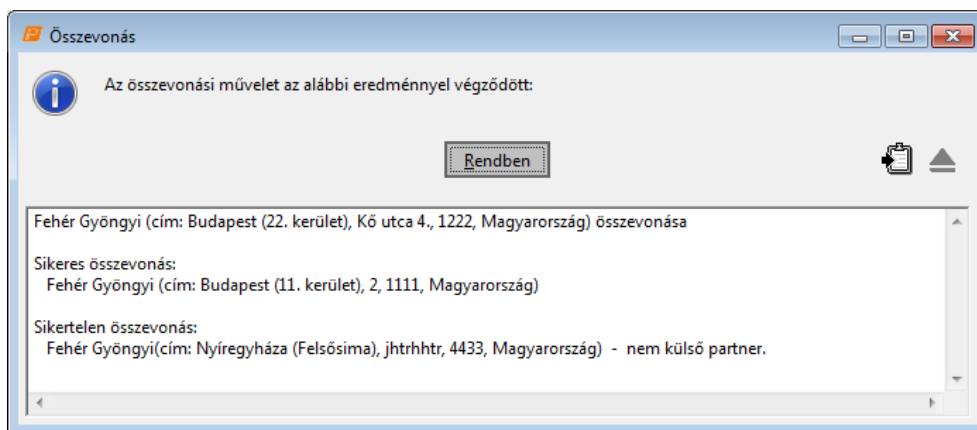 Összevonás
Az összevonási művelet az alábbi eredménnyel végződött:
Rendben
Fehér Gyöngyi (cím: Budapest (22. kerület), Kő utca 4., 1222, Magyarország) összevonása
Sikeres összevonás:
Fehér Gyöngyi (cím: Budapest (11. kerület), 2, 1111, Magyarország)
Sikertelen összevonás:
Fehér Gyöngyi(cím: Nyíregyháza (Felsősima), jhtrhhtr, 4433, Magyarország)  -  nem külső partner.